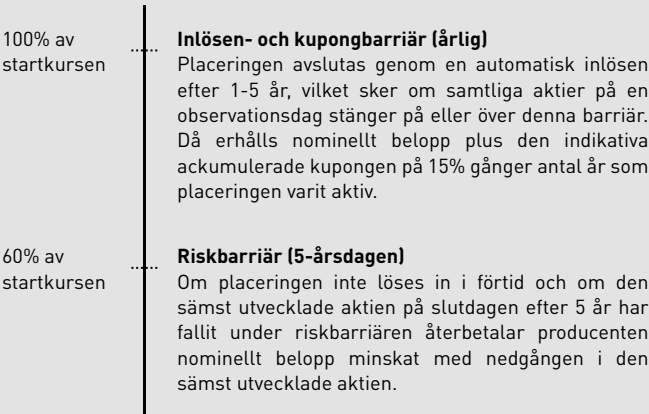 100% av
startkursen
Inlösen- och kupongbarriär (årlig)
Placeringen avslutas genom en automatisk inlösen
efter 1-5 år, vilket sker om samtliga aktier på en
observationsdag stänger på eller över denna barriär.
Då erhålls nominellt belopp plus den indikativa
ackumulerade kupongen på 15% gånger antal år som
placeringen varit aktiv.
60% av
startkursen
Riskbarriär (5-årsdagen)
Om placeringen inte löses in i förtid och om den
sämst utvecklade aktien på slutdagen efter 5 år har
fallit under riskbarriären återbetalar producenten
nominellt belopp minskat med nedgången i den
sämst utvecklade aktien.